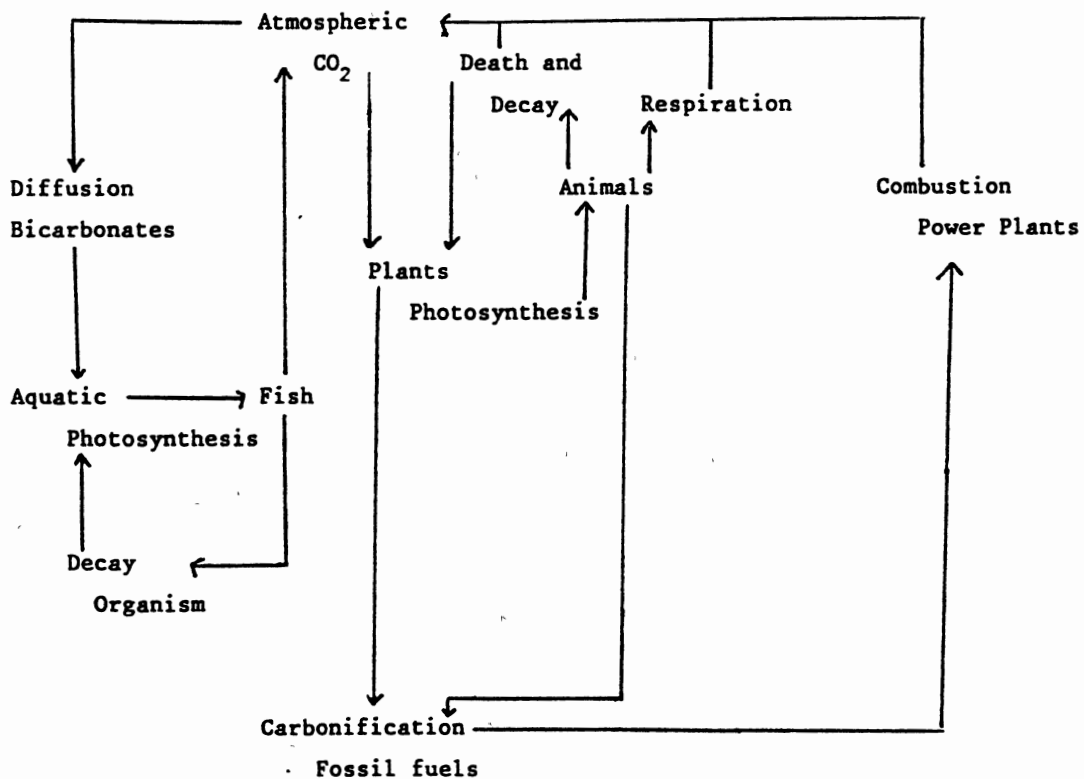 Atmospheric
CO2
Death and
Decay
Respiration
Diffusion
Bicarbonates
Animals
Combustion
Power Plants
Plants
Photosynthesis
Aquatic
Photosynthesis
Fish
Decay
Organism
Carbonification
Fossil fuels